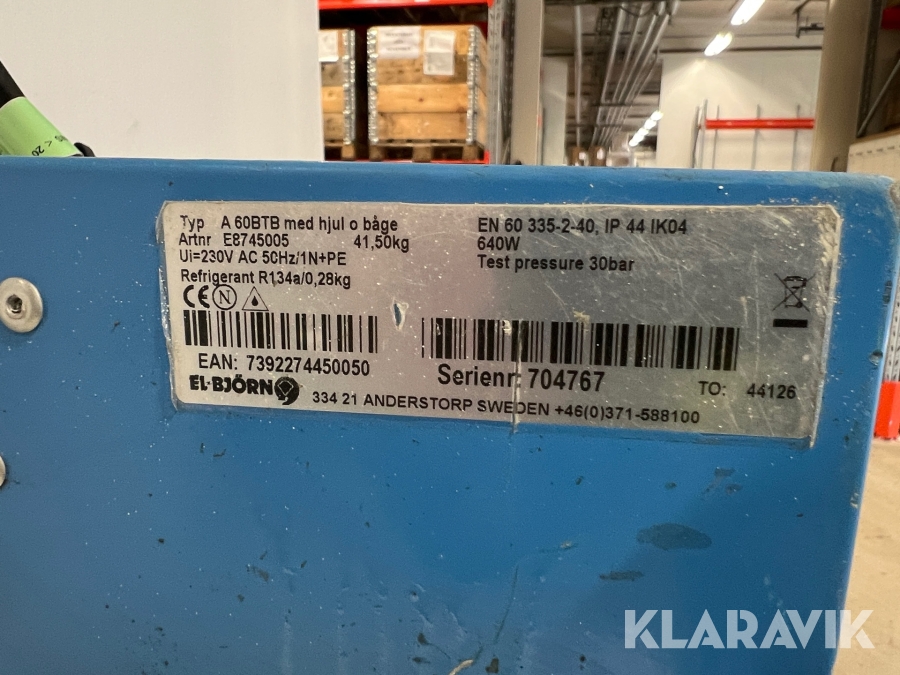 Typ A 60BTB med hjul o båge
Artnr E8745005 41,50kg
Ui=230V AC 50Hz/1N+PE
Refrigerant R134a/0,28kg
CE N
EAN: 7392274450050
EL-BJÖRN
EN 60 335-2-40, IP 44 IK04
640W
Test pressure 30bar
Serienr: 704767
TO: 44126
334 21 ANDERSTORP SWEDEN +46(0)371-588100
KLARAVIK